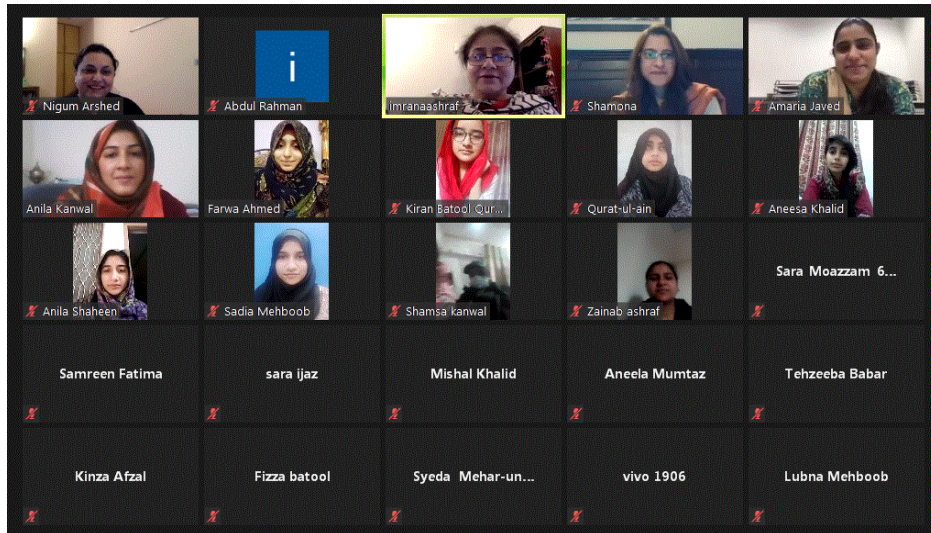 Nigum Arshed
i
Abdul Rahman
imranaashraf
Shamona
Amaria Javed
Anila Kanwal
Farwa Ahmed
Kiran Batool Qur...
Qurat-ul-ain
Aneesa Khalid
Anila Shaheen
Sadia Mehboob
Shamsa kanwal
Zainab ashraf
Sara Moazzam 6...
Samreen Fatima
sara ijaz
Mishal Khalid
Aneela Mumtaz
Tehzeeba Babar
Kinza Afzal
Fizza batool
Syeda Mehar-un...
vivo 1906
Lubna Mehboob